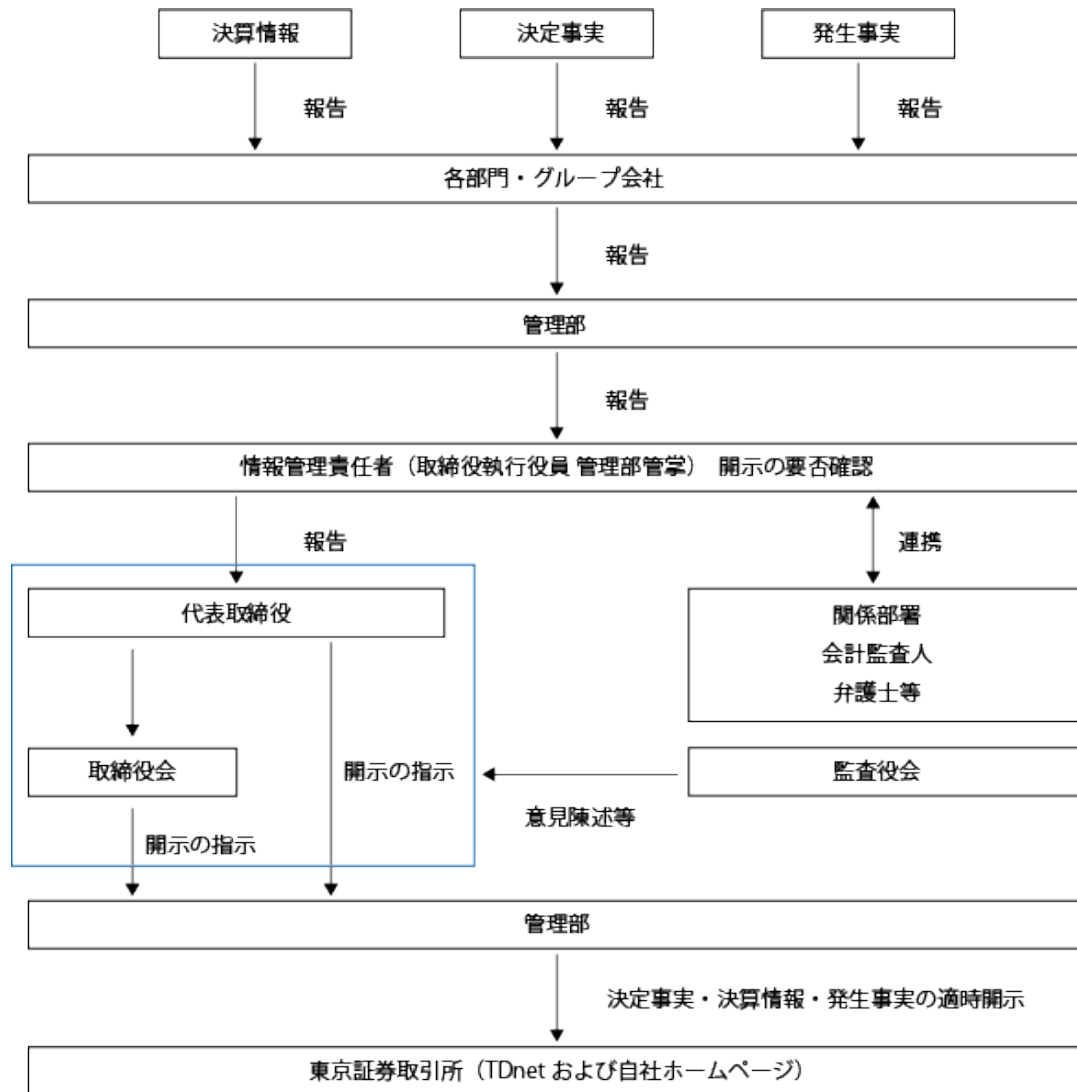 決算情報
決定事実
発生事実
報告
報告
報告
各部門・グループ会社
報告
管理部
報告
情報管理責任者（取締役執行役員 管理部管掌） 開示の要否確認
報告
連携
代表取締役
関係部署
会計監査人
弁護士等
取締役会
開示の指示
監査役会
意見陳述等
開示の指示
管理部
決定事実・決算情報・発生事実の適時開示
東京証券取引所（TDnet および自社ホームページ）